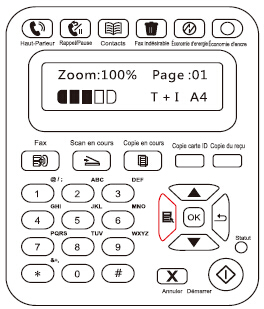 Haut-Parleur Rappel/Pause Contacts Fax indésirable Économie d'énergie Économie d'encre
Zoom:100% Page :01
T + I A4
Fax Scan en cours Copie en cours Copie carte ID Copie du reçu
@ / : ABC DEF
1 2 3
GHI JKL MNO
4 5 6
OK
PQRS TUV WXYZ
7 8 9
Statut
&=,
* 0 #
X
Annuler Démarrer